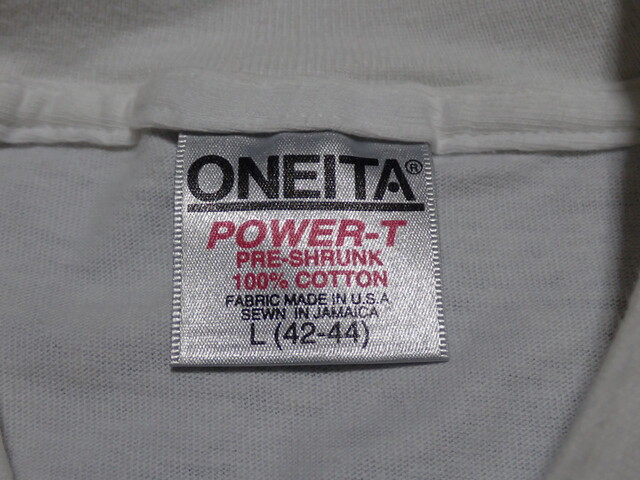 ONEITA®
POWER-T
PRE-SHRUNK
100% COTTON
FABRIC MADE IN U.S.A
SEWN IN JAMAICA
L (42-44)